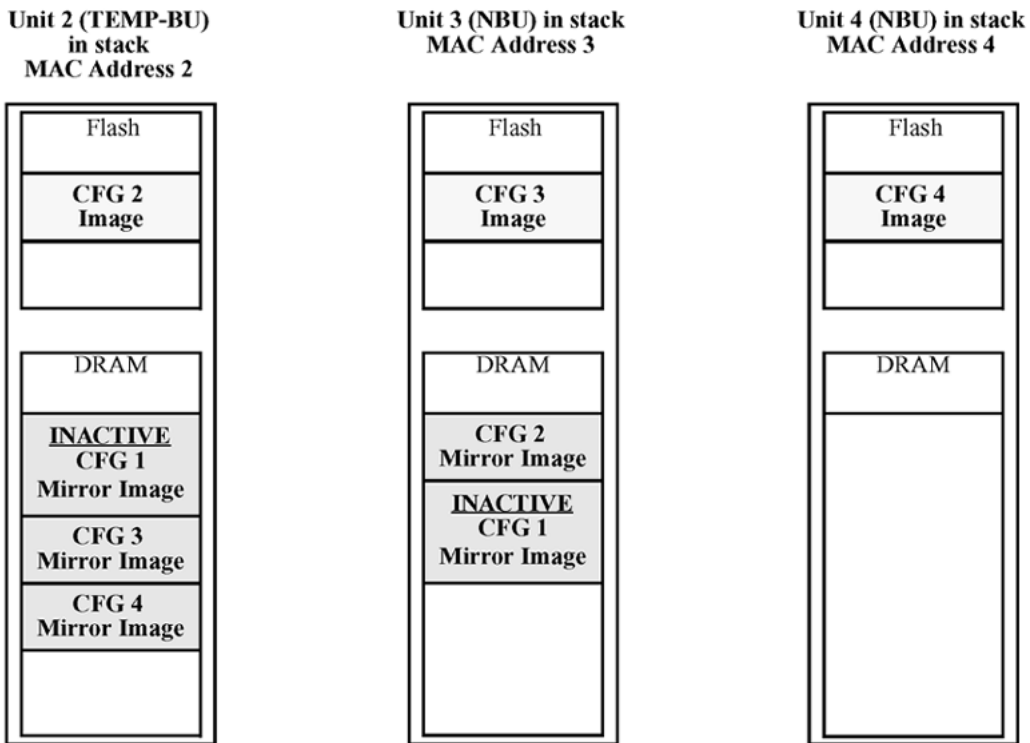 Unit 2 (TEMP-BU)
in stack
MAC Address 2
Flash
CFG 2
Image
DRAM
INACTIVE
CFG 1
Mirror Image
CFG 3
Mirror Image
CFG 4
Mirror Image
Unit 3 (NBU) in stack
MAC Address 3
Flash
CFG 3
Image
DRAM
CFG 2
Mirror Image
INACTIVE
CFG 1
Mirror Image
Unit 4 (NBU) in stack
MAC Address 4
Flash
CFG 4
Image
DRAM